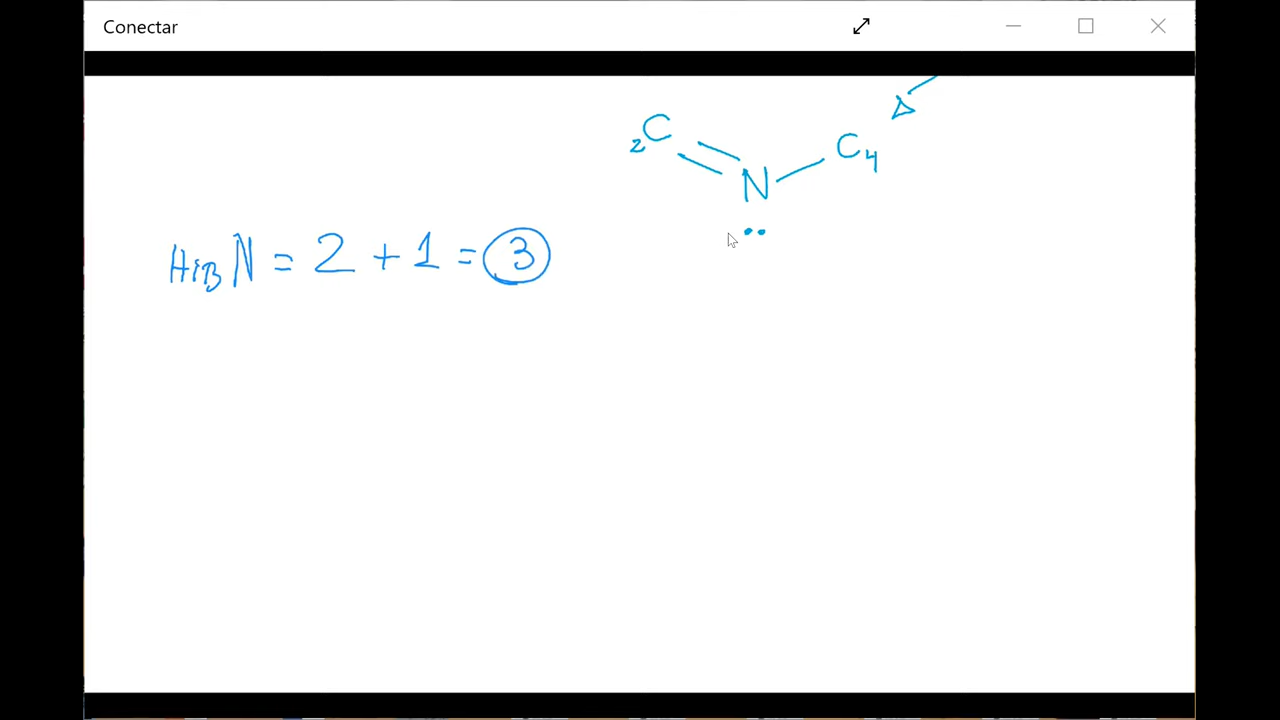 Conectar
₂C = N — C₄
HiB N = 2 + 1 = 3